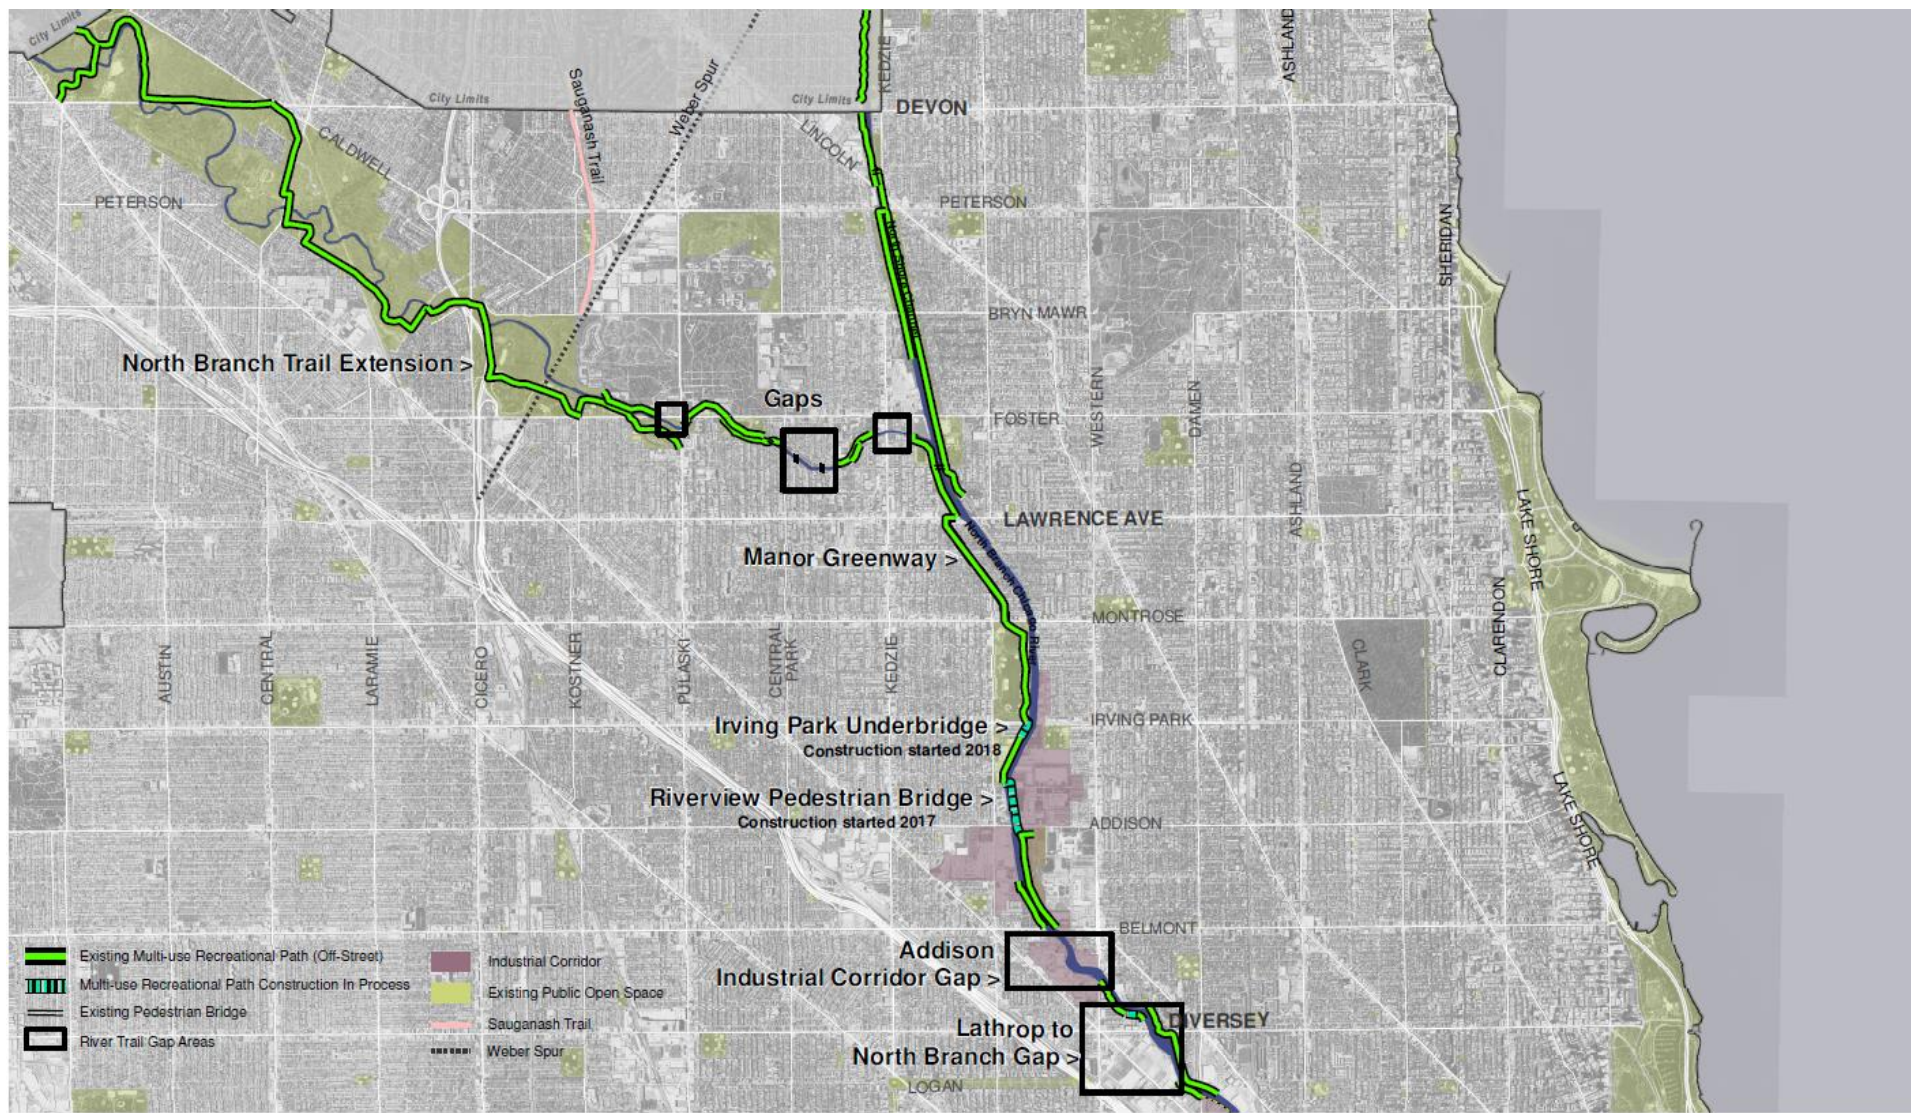 City Limits
City Limits
City Limits
KEDZIE
ASHLAND
DEVON
Sauganash Trail
Weber Spur
LINCOLN
CALDWELL
PETERSON
PETERSON
North Shore Channel
SHERIDAN
BRYN MAWR
North Branch Trail Extension >
Gaps
WESTERN
DAMEN
FOSTER
ASHLAND
LAKE SHORE
LAWRENCE AVE
North Branch Chicago River
Manor Greenway >
CLARENDON
MONTROSE
AUSTIN
CENTRAL
LARAMIE
CICERO
KOSTNER
PULASKI
CENTRAL
PARK
KEDZIE
CLARK
Irving Park Underbridge >
Construction started 2018
IRVING PARK
LAKE SHORE
Riverview Pedestrian Bridge >
Construction started 2017
ADDISON
BELMONT
Addison
Industrial Corridor Gap >
DIVERSEY
Lathrop to
North Branch Gap >
LOGAN
Existing Multi-use Recreational Path (Off-Street)
Multi-use Recreational Path Construction In Process
Existing Pedestrian Bridge
River Trail Gap Areas
Industrial Corridor
Existing Public Open Space
Sauganash Trail
Weber Spur